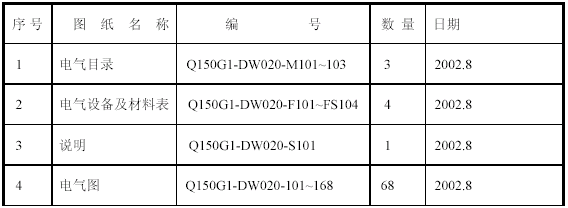 序号 图纸名称 编号 数量 日期
1 电气目录 Q150G1-DW020-M101~103 3 2002.8
2 电气设备及材料表 Q150G1-DW020-F101~FS104 4 2002.8
3 说明 Q150G1-DW020-S101 1 2002.8
4 电气图 Q150G1-DW020-101~168 68 2002.8